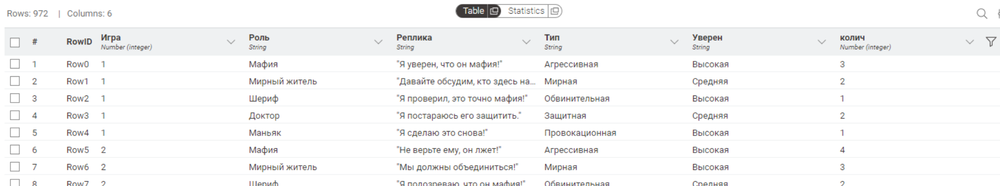 Rows: 972 | Columns: 6
Table Statistics
# RowID Игра Роль Реплика Тип Уверен колич
Number (integer) String String String String Number (integer)
1 Row0 1 Мафия "Я уверен, что он мафия!" Агрессивная Высокая 3
2 Row1 1 Мирный житель "Давайте обсудим, кто здесь на... Мирная Средняя 2
3 Row2 1 Шериф "Я проверил, это точно мафия!" Обвинительная Высокая 1
4 Row3 1 Доктор "Я постараюсь его защитить." Защитная Средняя 2
5 Row4 1 Маньяк "Я сделаю это снова!" Провокационная Высокая 1
6 Row5 2 Мафия "Не верьте ему, он лжет!" Агрессивная Высокая 4
7 Row6 2 Мирный житель "Мы должны объединиться!" Мирная Высокая 3
8 Row7 2 Шериф "Я подозреваю, что он мафия!" Обвинительная Средняя 2